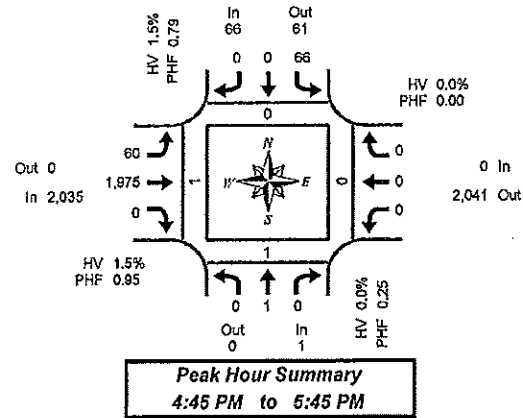 HV 1.5%
PHF 0.79
In Out
66 61
0 0 66
HV 0.0%
PHF 0.00
0
Out 0
In 2,035
60
1,975
0
1
N
W E
S
0
0
0
0
0 In
2,041 Out
1
HV 1.5%
PHF 0.95
0 1 0
Out In
0 1
HV 0.0%
PHF 0.25
Peak Hour Summary
4:45 PM to 5:45 PM